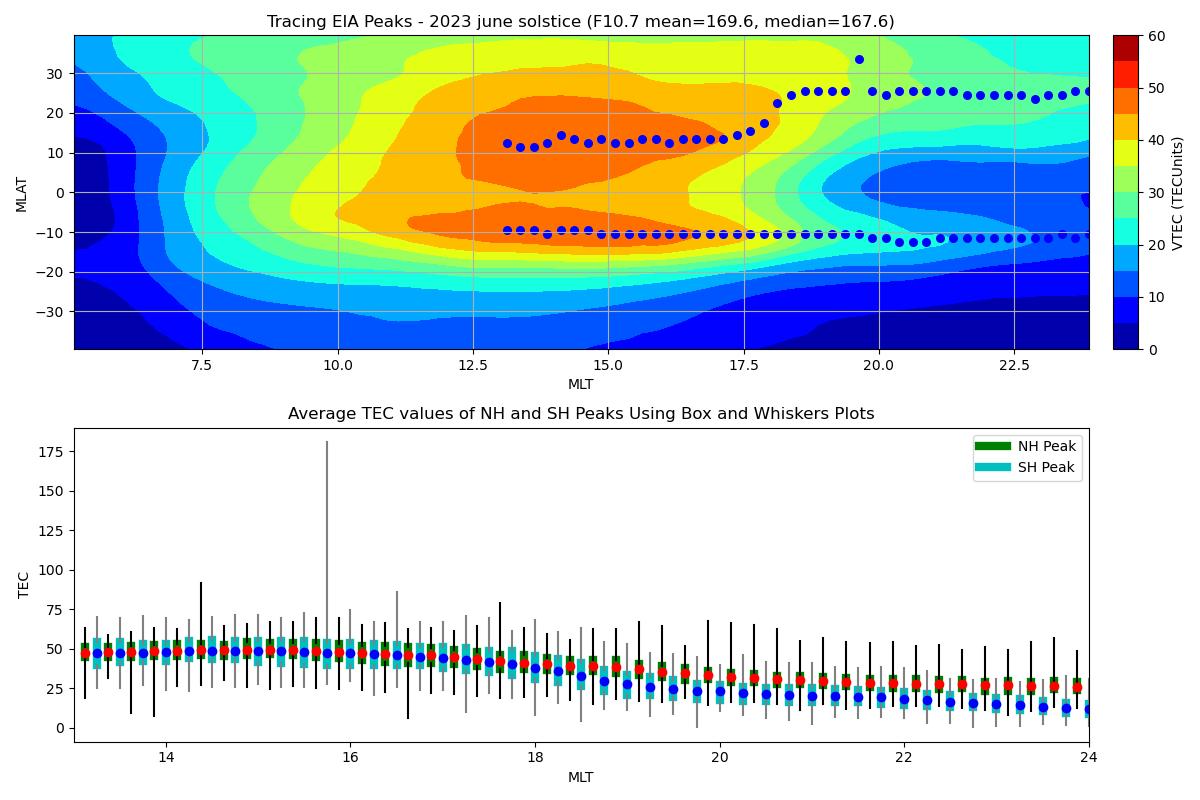 Tracing EIA Peaks - 2023 june solstice (F10.7 mean=169.6, median=167.6)
MLAT
30
20
10
0
−10
−20
−30
7.5 10.0 12.5 15.0 17.5 20.0 22.5
MLT
60
50
40
30
20
10
0
VTEC (TECUnits)
Average TEC values of NH and SH Peaks Using Box and Whiskers Plots
TEC
175
150
125
100
75
50
25
0
NH Peak
SH Peak
14 16 18 20 22 24
MLT